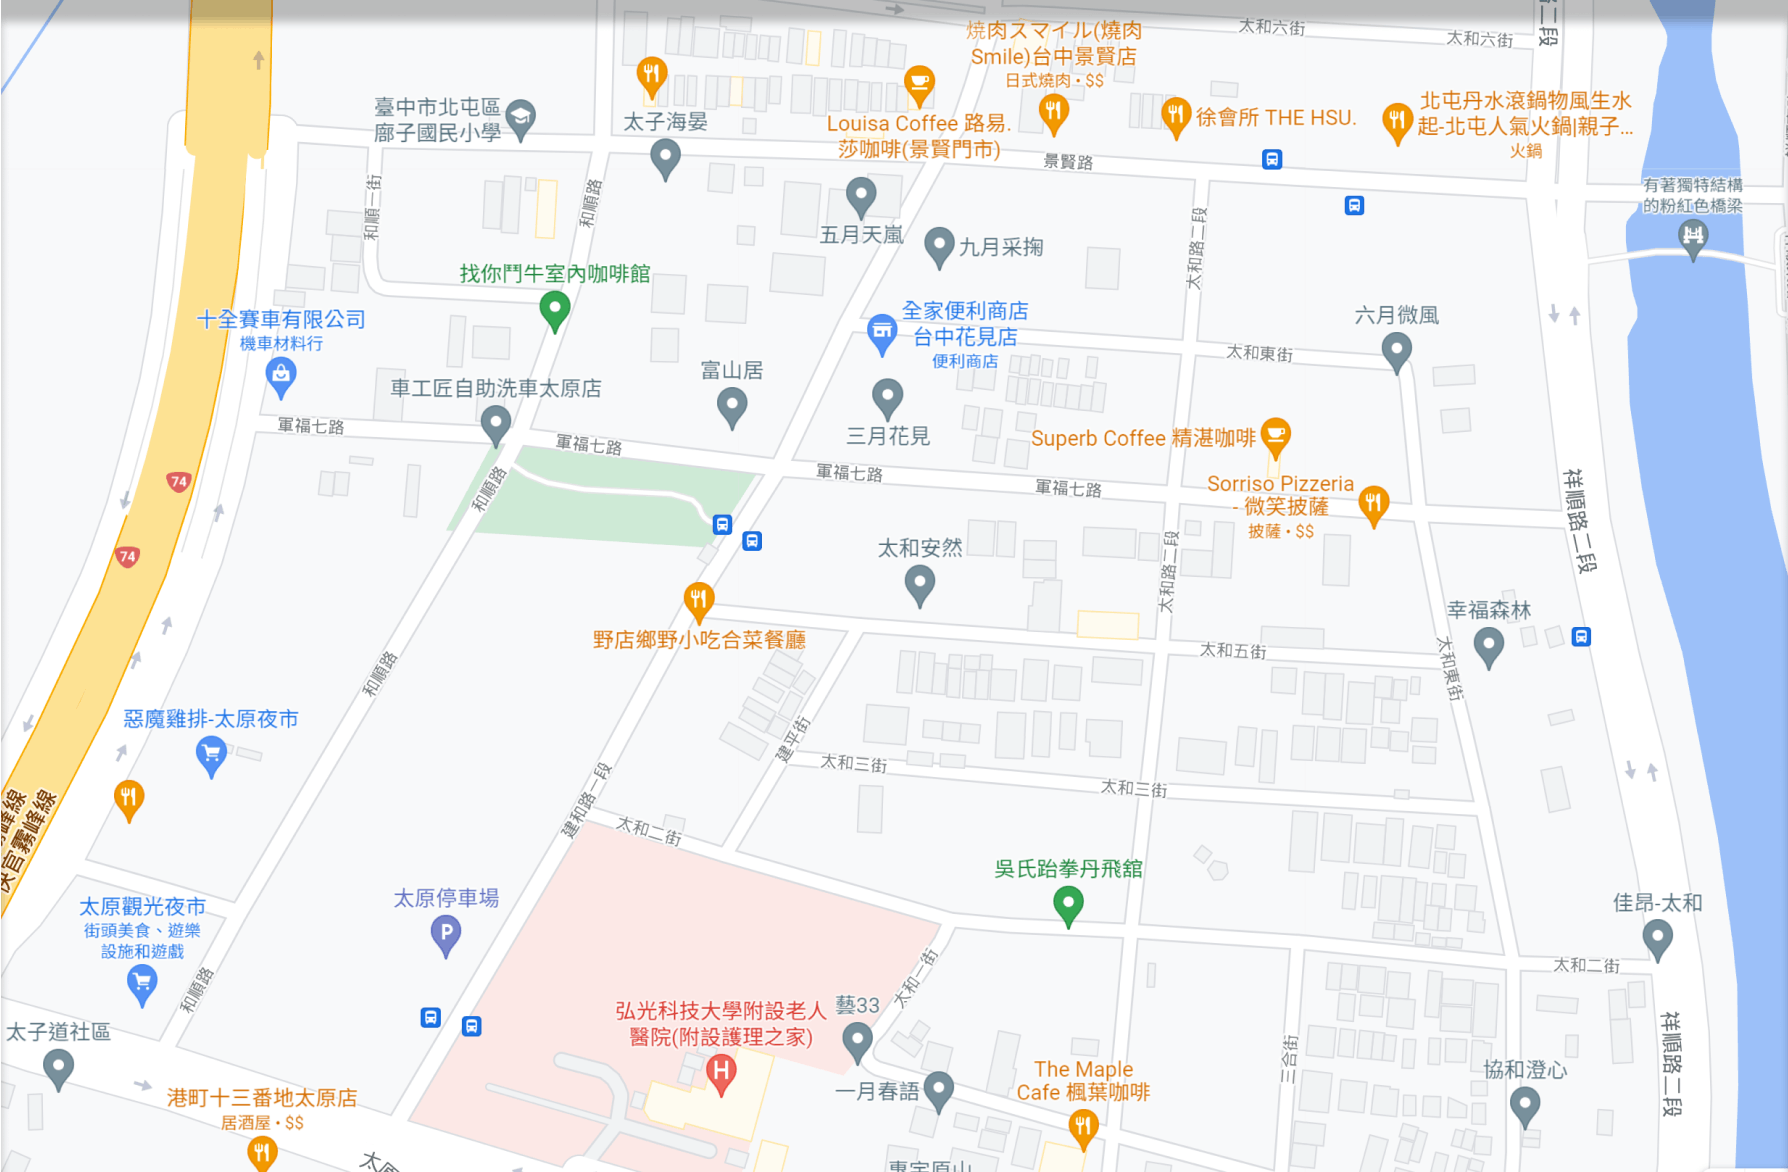 太和六街
太和六街
燒肉スマイル(燒肉
Smile)台中景賢店
日式燒肉・$$
臺中市北屯區
廍子國民小學
太子海晏
Louisa Coffee 路易.
莎咖啡(景賢門市)
徐會所 THE HSU.
北屯丹水滾鍋物風生水
起-北屯人氣火鍋|親子...
火鍋
景賢路
有著獨特結構
的粉紅色橋梁
和順一街
和順路
五月天嵐
九月采掬
太和路二段
找你鬥牛室內咖啡館
十全賽車有限公司
機車材料行
全家便利商店
台中花見店
便利商店
六月微風
太和東街
富山居
車工匠自助洗車太原店
三月花見
軍福七路
軍福七路
軍福七路
軍福七路
Superb Coffee 精湛咖啡
Sorriso Pizzeria
- 微笑披薩
披薩・$$
74
74
和順路
祥順路二段
太和安然
太和路二段
野店鄉野小吃合菜餐廳
幸福森林
太和五街
太和東街
和順路
惡魔雞排-太原夜市
建平街
太和三街
太和三街
建和路一段
太和二街
吳氏跆拳丹飛館
太原停車場
P
太原觀光夜市
街頭美食、遊樂
設施和遊戲
佳昂-太和
太和二街
和順路
太和一街
弘光科技大學附設老人
醫院(附設護理之家)
H
藝33
太子道社區
一月春語
The Maple
Cafe 楓葉咖啡
三合街
協和澄心
祥順路二段
港町十三番地太原店
居酒屋・$$